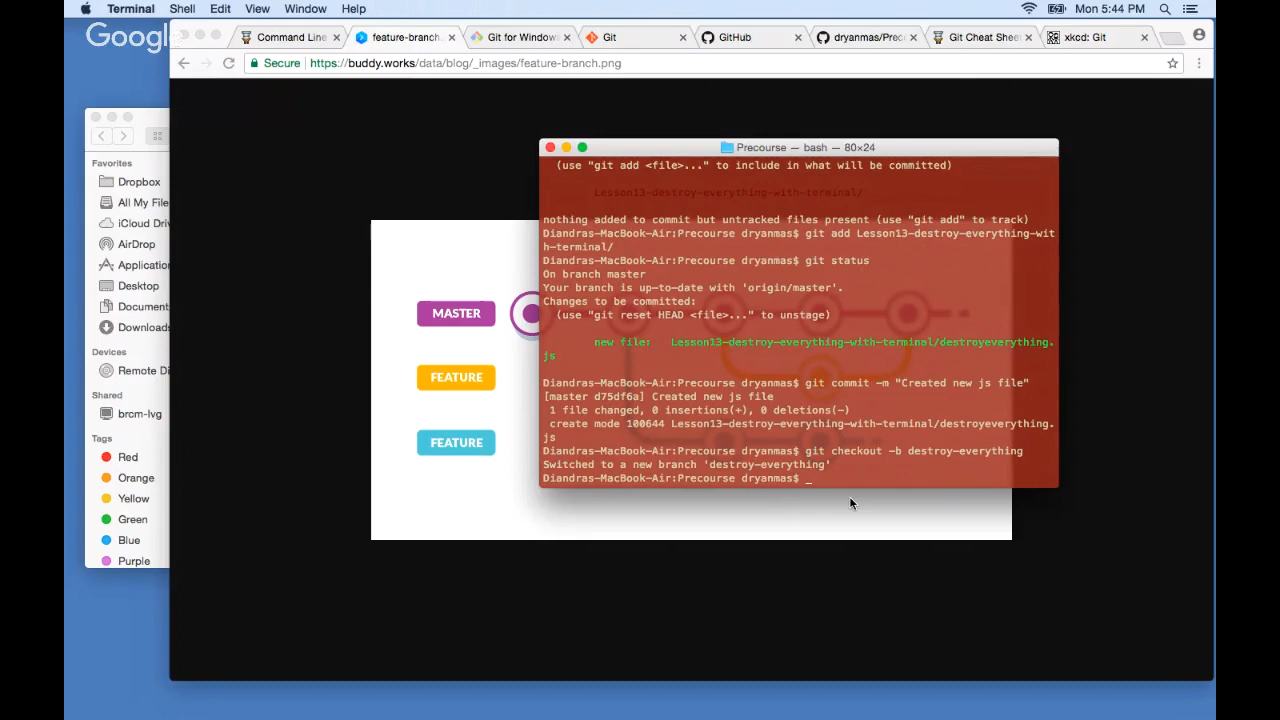 Terminal Shell Edit View Window Help Mon 5:44 PM
Google
Command Line feature-branch. Git for Windows Git GitHub dryanmas/Prec Git Cheat Shee xkcd: Git
Secure https://buddy.works/data/blog/_images/feature-branch.png
Favorites
Dropbox
All My File
iCloud Driv
AirDrop
Application
Desktop
Document
Downloads
Devices
Remote Di
Shared
brcm-lvg
Tags
Red
Orange
Yellow
Green
Blue
Purple
MASTER
FEATURE
FEATURE
Precourse — bash — 80×24
(use "git add <file>..." to include in what will be committed)
Lesson13-destroy-everything-with-terminal/
nothing added to commit but untracked files present (use "git add" to track)
Diandras-MacBook-Air:Precourse dryanmas$ git add Lesson13-destroy-everything-wit
h-terminal/
Diandras-MacBook-Air:Precourse dryanmas$ git status
On branch master
Your branch is up-to-date with 'origin/master'.
Changes to be committed:
(use "git reset HEAD <file>..." to unstage)
new file: Lesson13-destroy-everything-with-terminal/destroyeverything.
js
Diandras-MacBook-Air:Precourse dryanmas$ git commit -m "Created new js file"
[master d75df6a] Created new js file
1 file changed, 0 insertions(+), 0 deletions(-)
create mode 100644 Lesson13-destroy-everything-with-terminal/destroyeverything.
js
Diandras-MacBook-Air:Precourse dryanmas$ git checkout -b destroy-everything
Switched to a new branch 'destroy-everything'
Diandras-MacBook-Air:Precourse dryanmas$ _